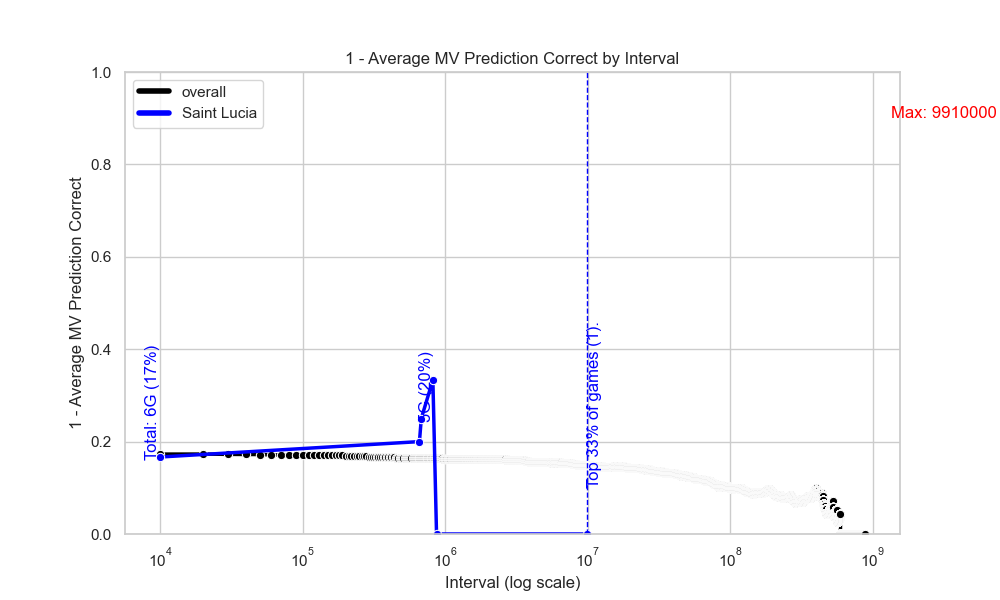 1 - Average MV Prediction Correct by Interval
overall
Saint Lucia
Max: 9910000
1.0
0.8
0.6
0.4
0.2
0.0
1 - Average MV Prediction Correct
Total: 6G (17%)
5G (20%)
Top 33% of games (1).
10^4
10^5
10^6
10^7
10^8
10^9
Interval (log scale)